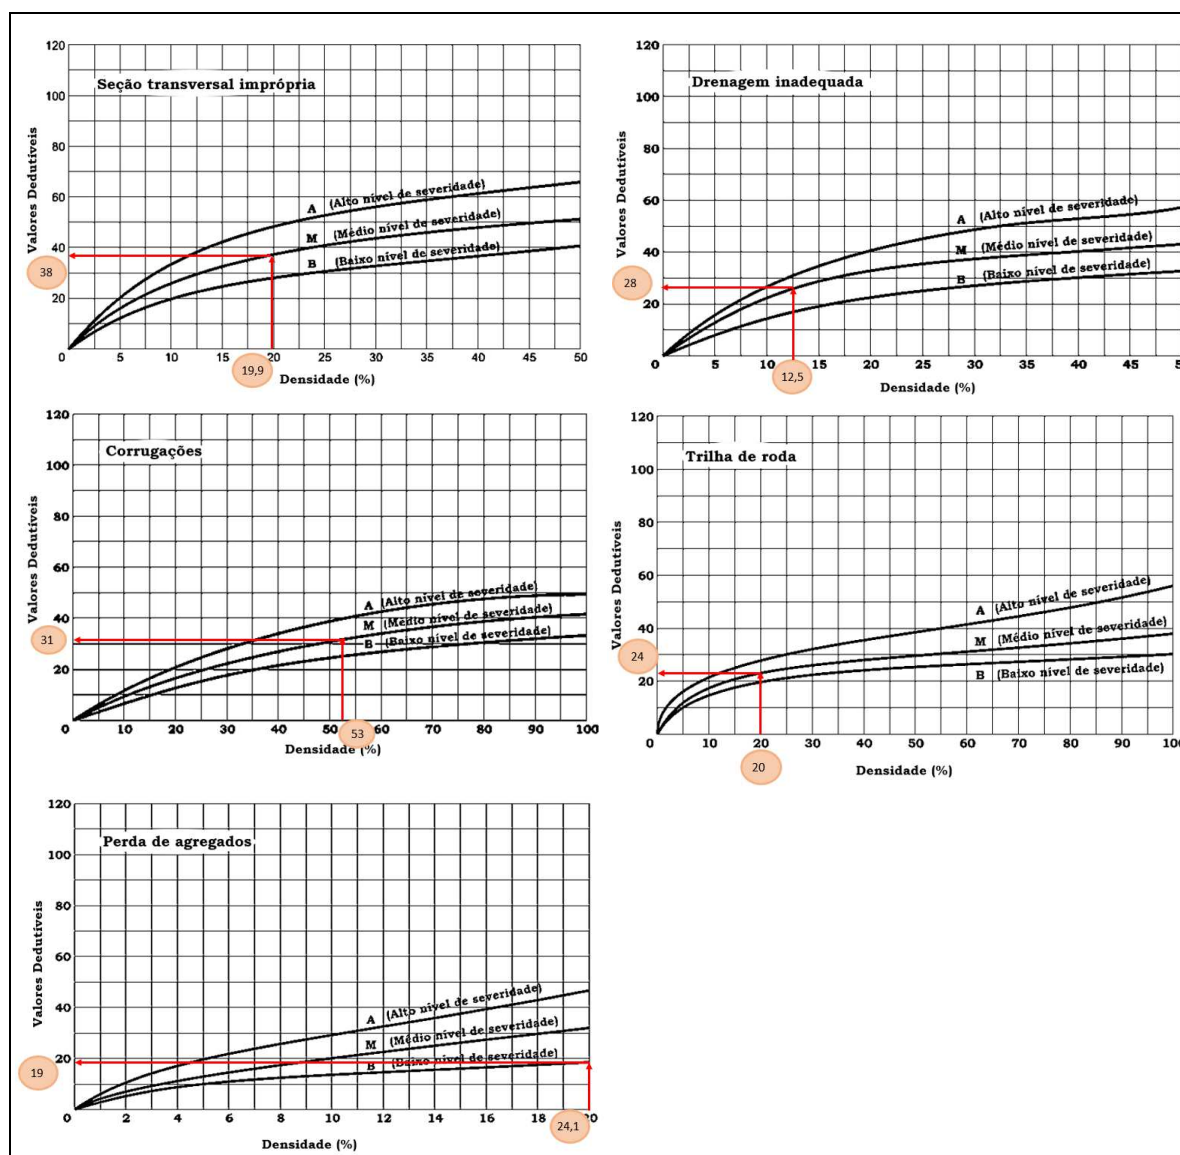 120
Seção transversal imprópria
100
80
60
40
38
20
Valores Dedutíveis
A (Alto nível de severidade)
M (Médio nível de severidade)
B (Baixo nível de severidade)
0 5 10 15 20 25 30 35 40 45 50
19,9
Densidade (%)
120
Drenagem inadequada
100
80
60
40
28
20
Valores Dedutíveis
A (Alto nível de severidade)
M (Médio nível de severidade)
B (Baixo nível de severidade)
0 5 10 15 20 25 30 35 40 45
12,5
Densidade (%)
120
Corrugações
100
80
60
40
31
20
Valores Dedutíveis
A (Alto nível de severidade)
M (Médio nível de severidade)
B (Baixo nível de severidade)
0 10 20 30 40 50 60 70 80 90 100
53
Densidade (%)
120
Trilha de roda
100
80
60
40
24
20
Valores Dedutíveis
A (Alto nível de severidade)
M (Médio nível de severidade)
B (Baixo nível de severidade)
0 10 20 30 40 50 60 70 80 90
20
Densidade (%)
120
Perda de agregados
100
80
60
40
20
19
Valores Dedutíveis
A (Alto nível de severidade)
M (Médio nível de severidade)
B (Baixo nível de severidade)
0 2 4 6 8 10 12 14 16 18
24,1
Densidade (%)